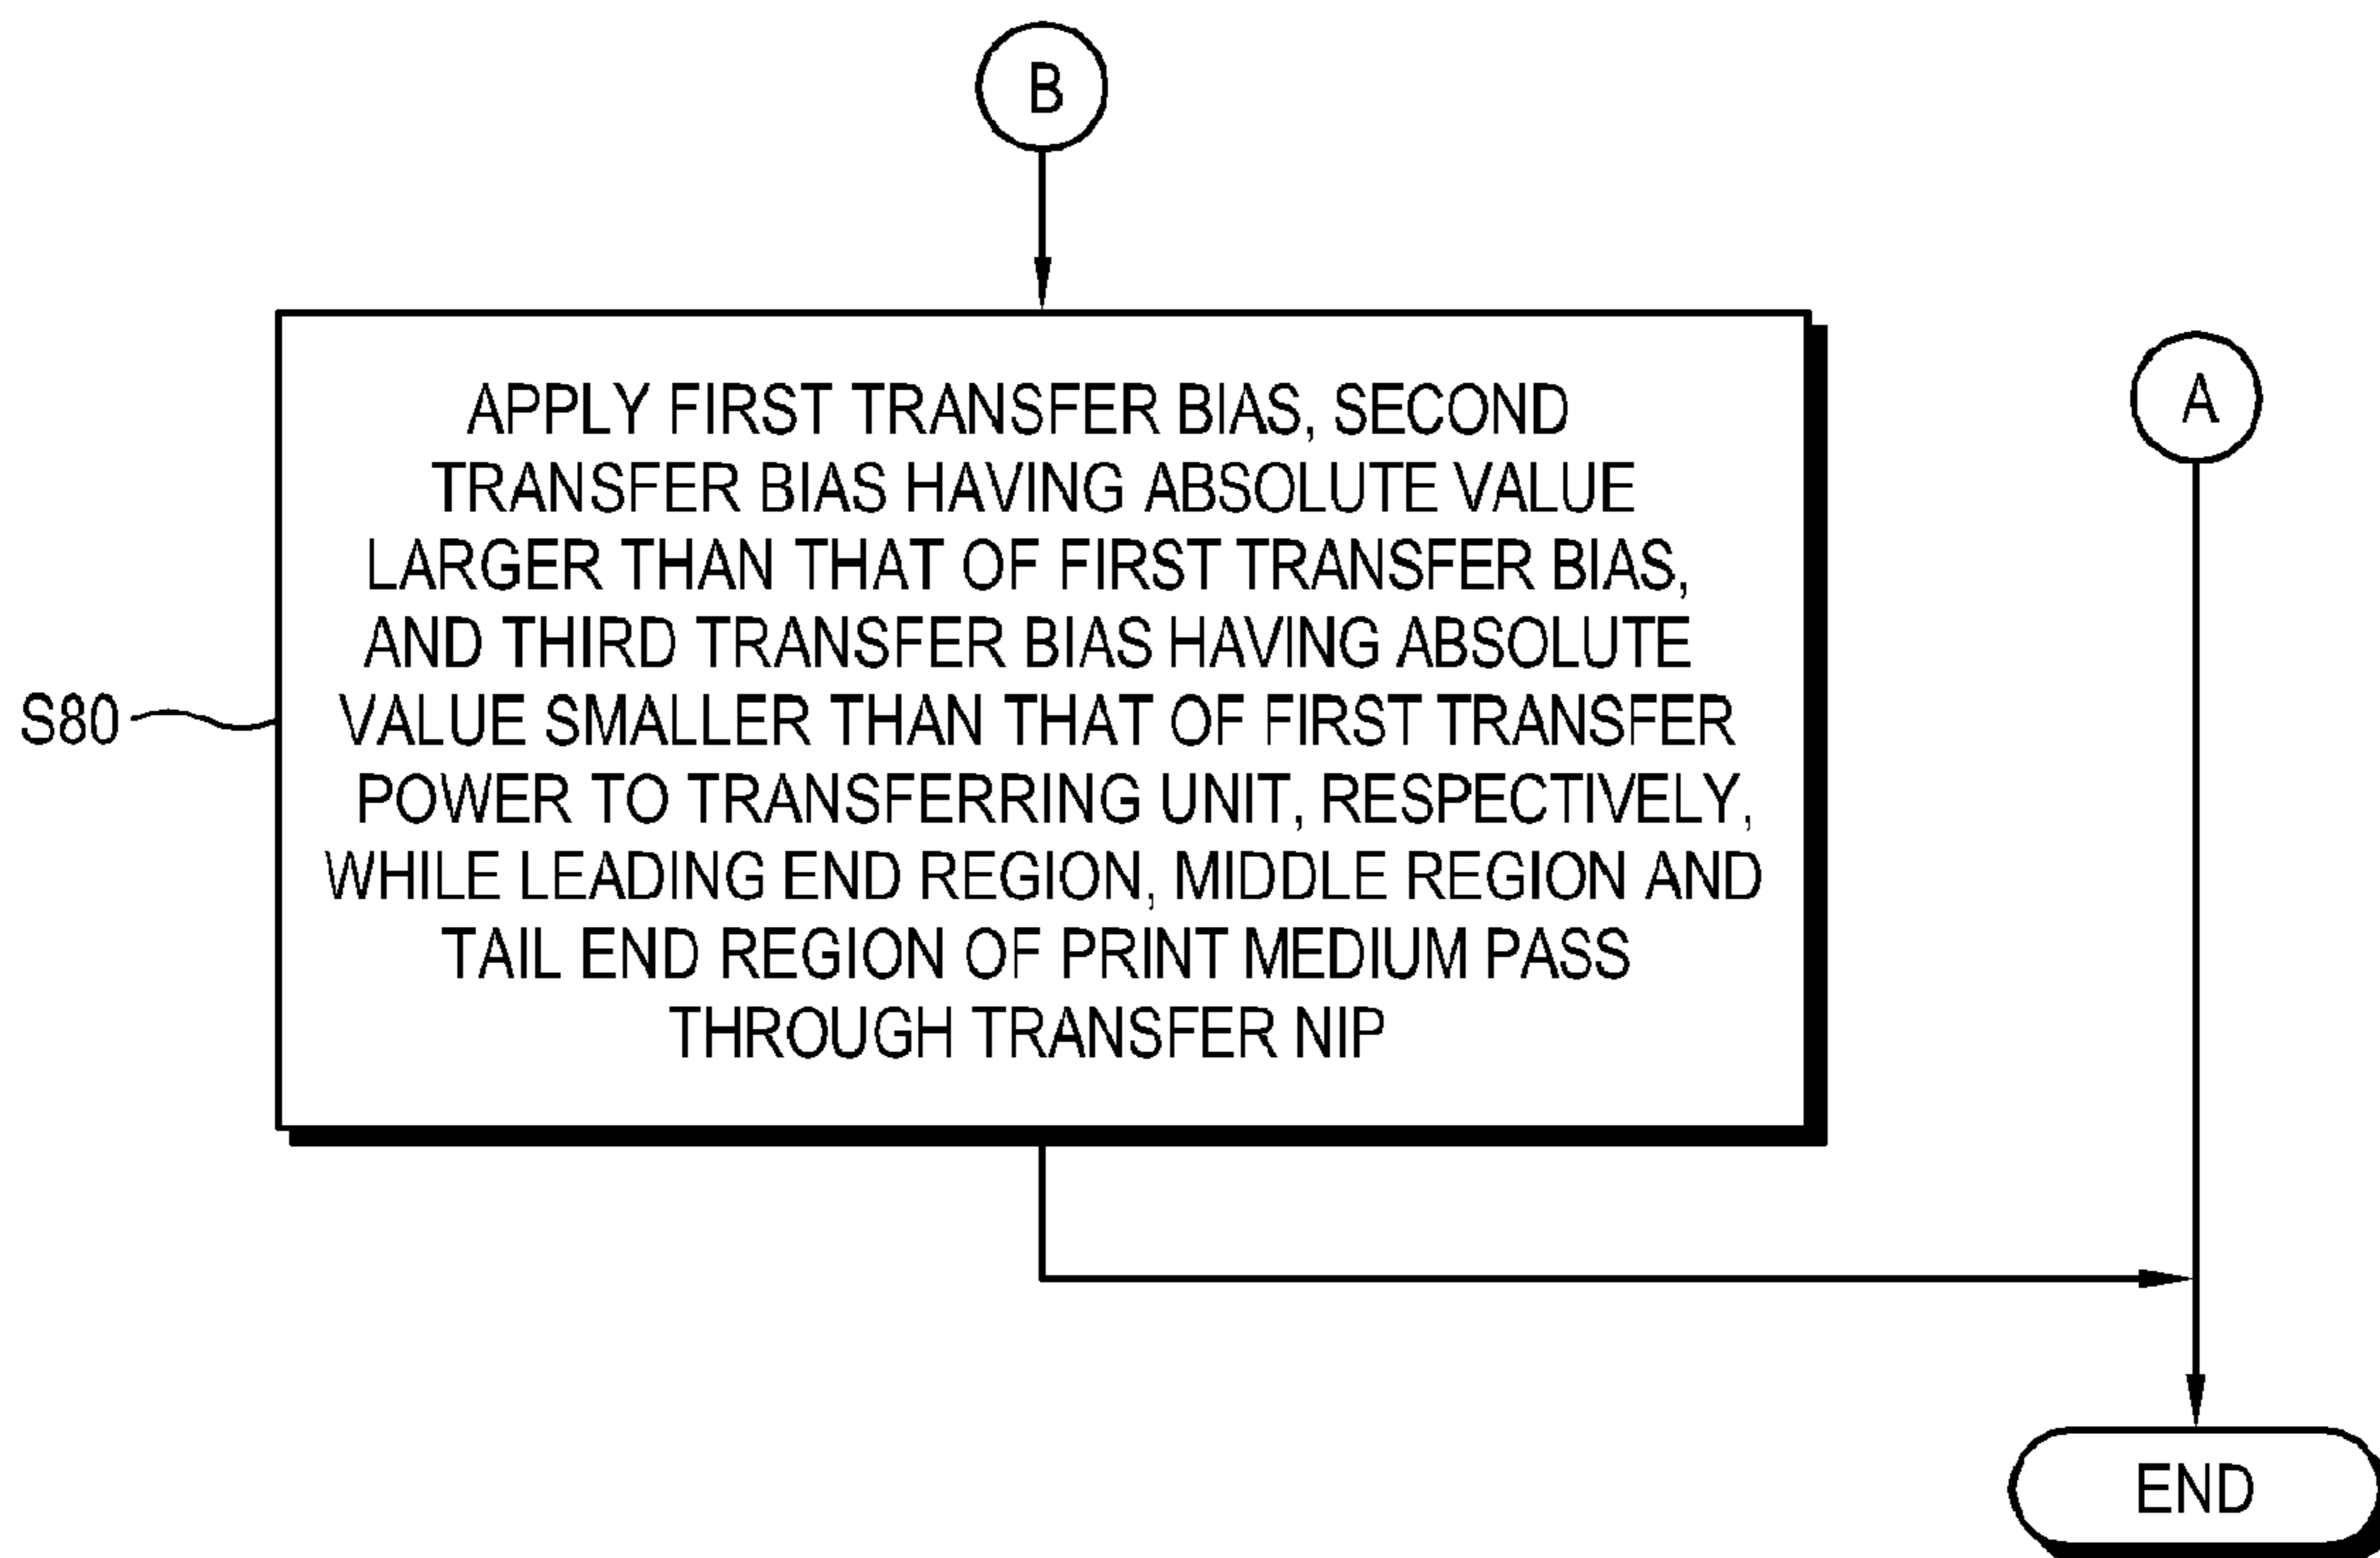 B
A
APPLY FIRST TRANSFER BIAS, SECOND
TRANSFER BIAS HAVING ABSOLUTE VALUE
LARGER THAN THAT OF FIRST TRANSFER BIAS,
AND THIRD TRANSFER BIAS HAVING ABSOLUTE
VALUE SMALLER THAN THAT OF FIRST TRANSFER
POWER TO TRANSFERRING UNIT, RESPECTIVELY,
WHILE LEADING END REGION, MIDDLE REGION AND
TAIL END REGION OF PRINT MEDIUM PASS
THROUGH TRANSFER NIP
S80
END